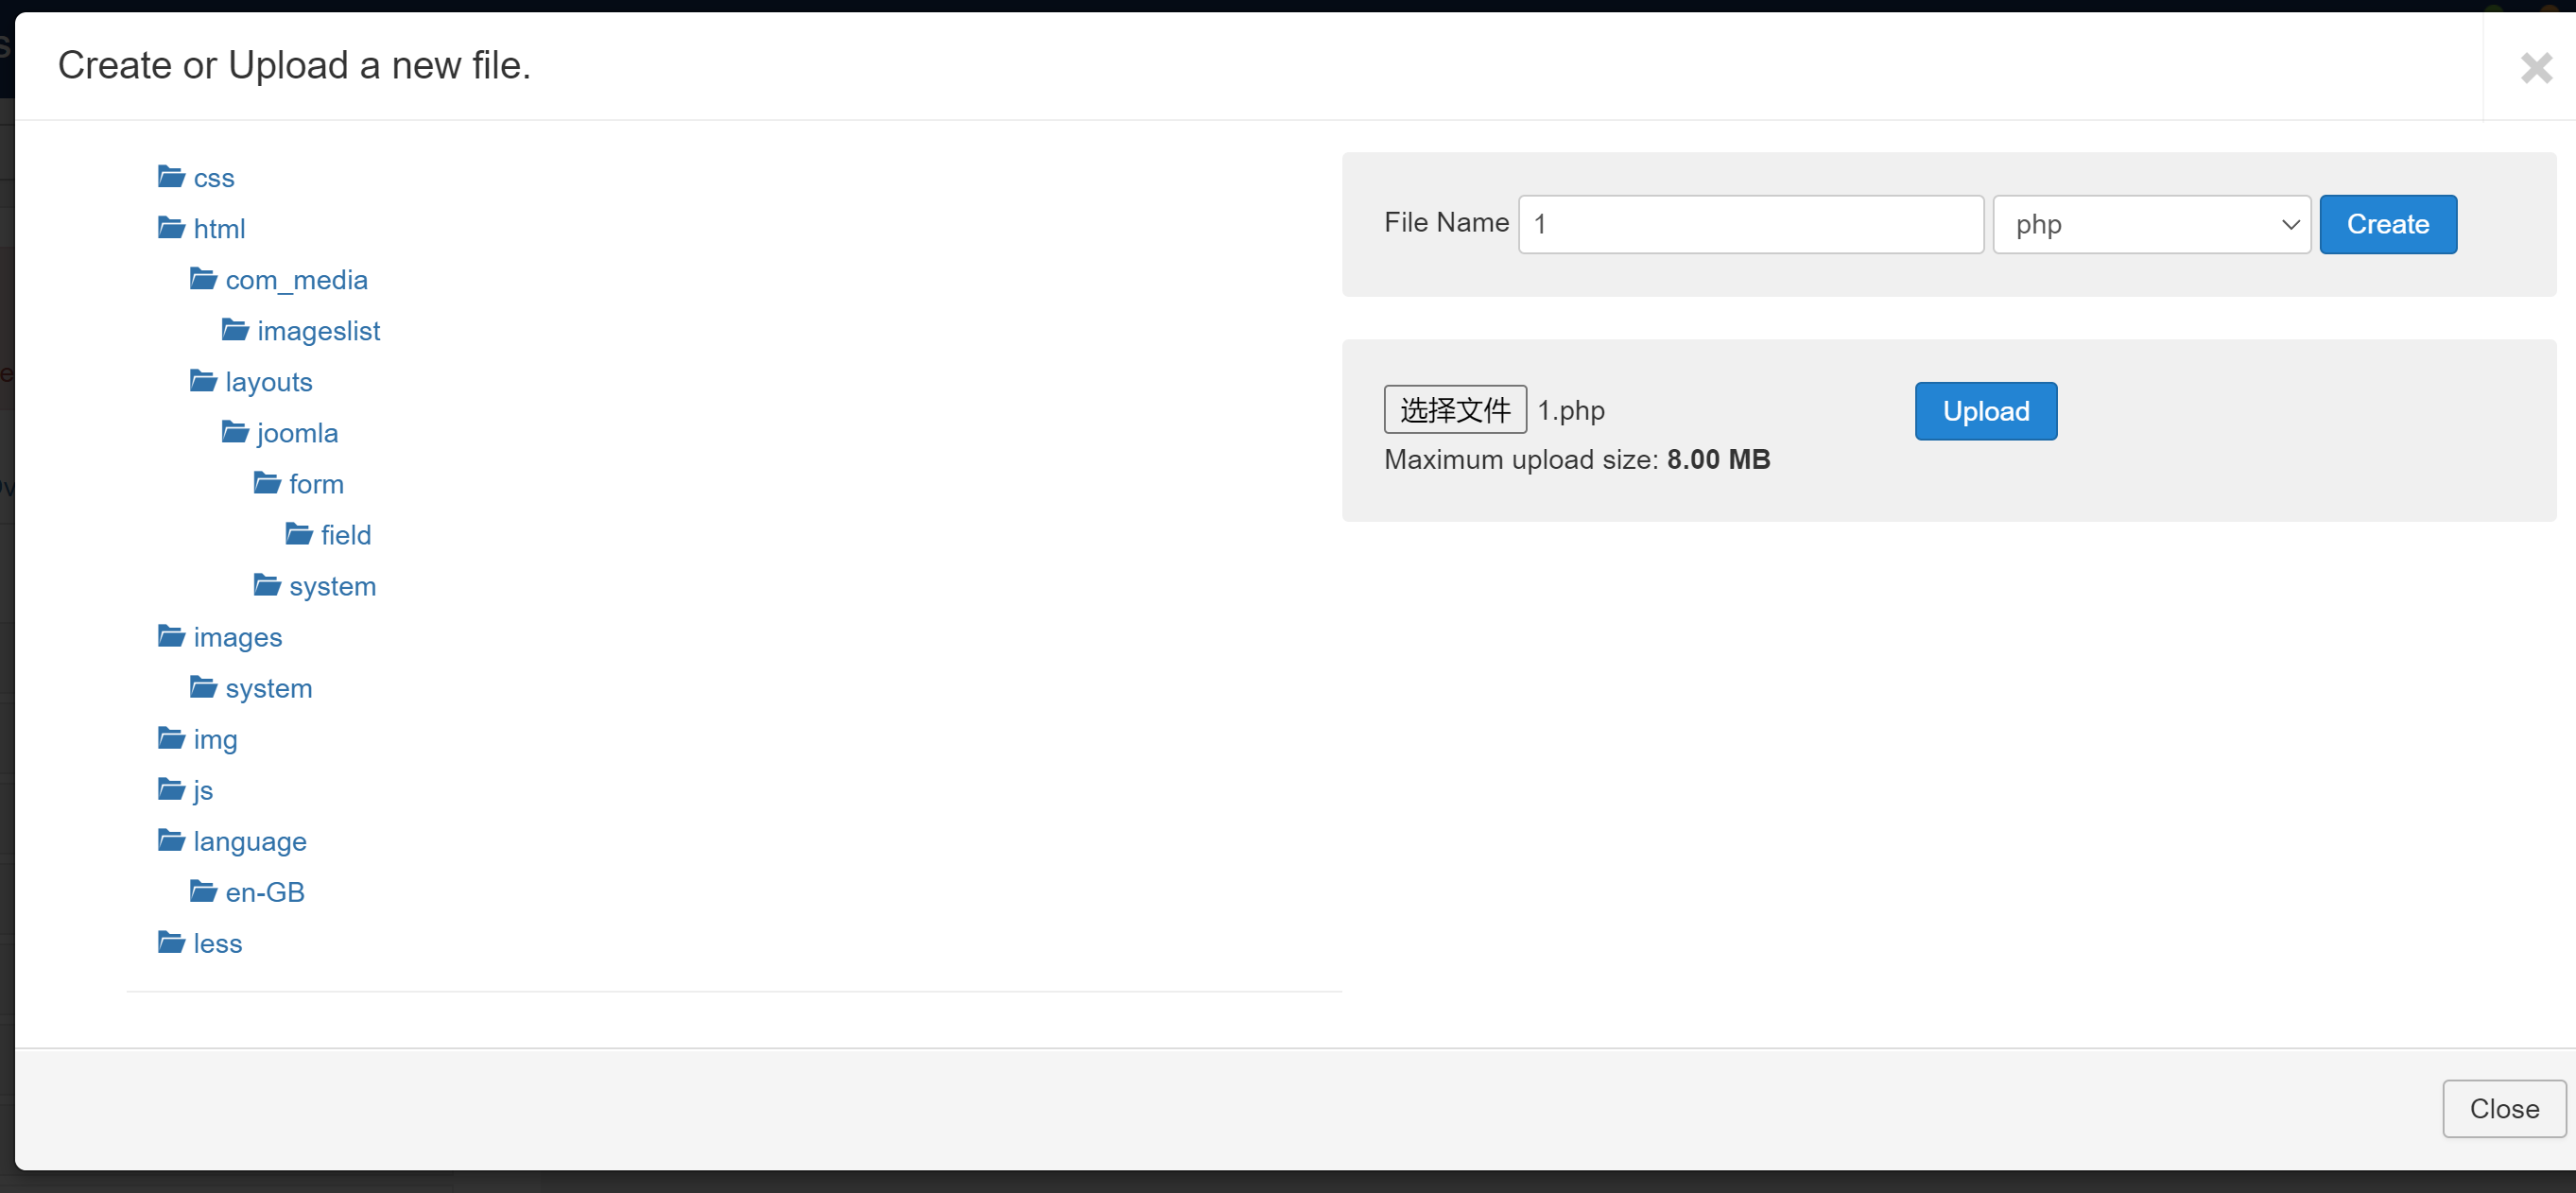 Create or Upload a new file.
css
html
com_media
imageslist
layouts
joomla
form
field
system
images
system
img
js
language
en-GB
less
File Name 1 php Create
选择文件 1.php Upload
Maximum upload size: 8.00 MB
Close